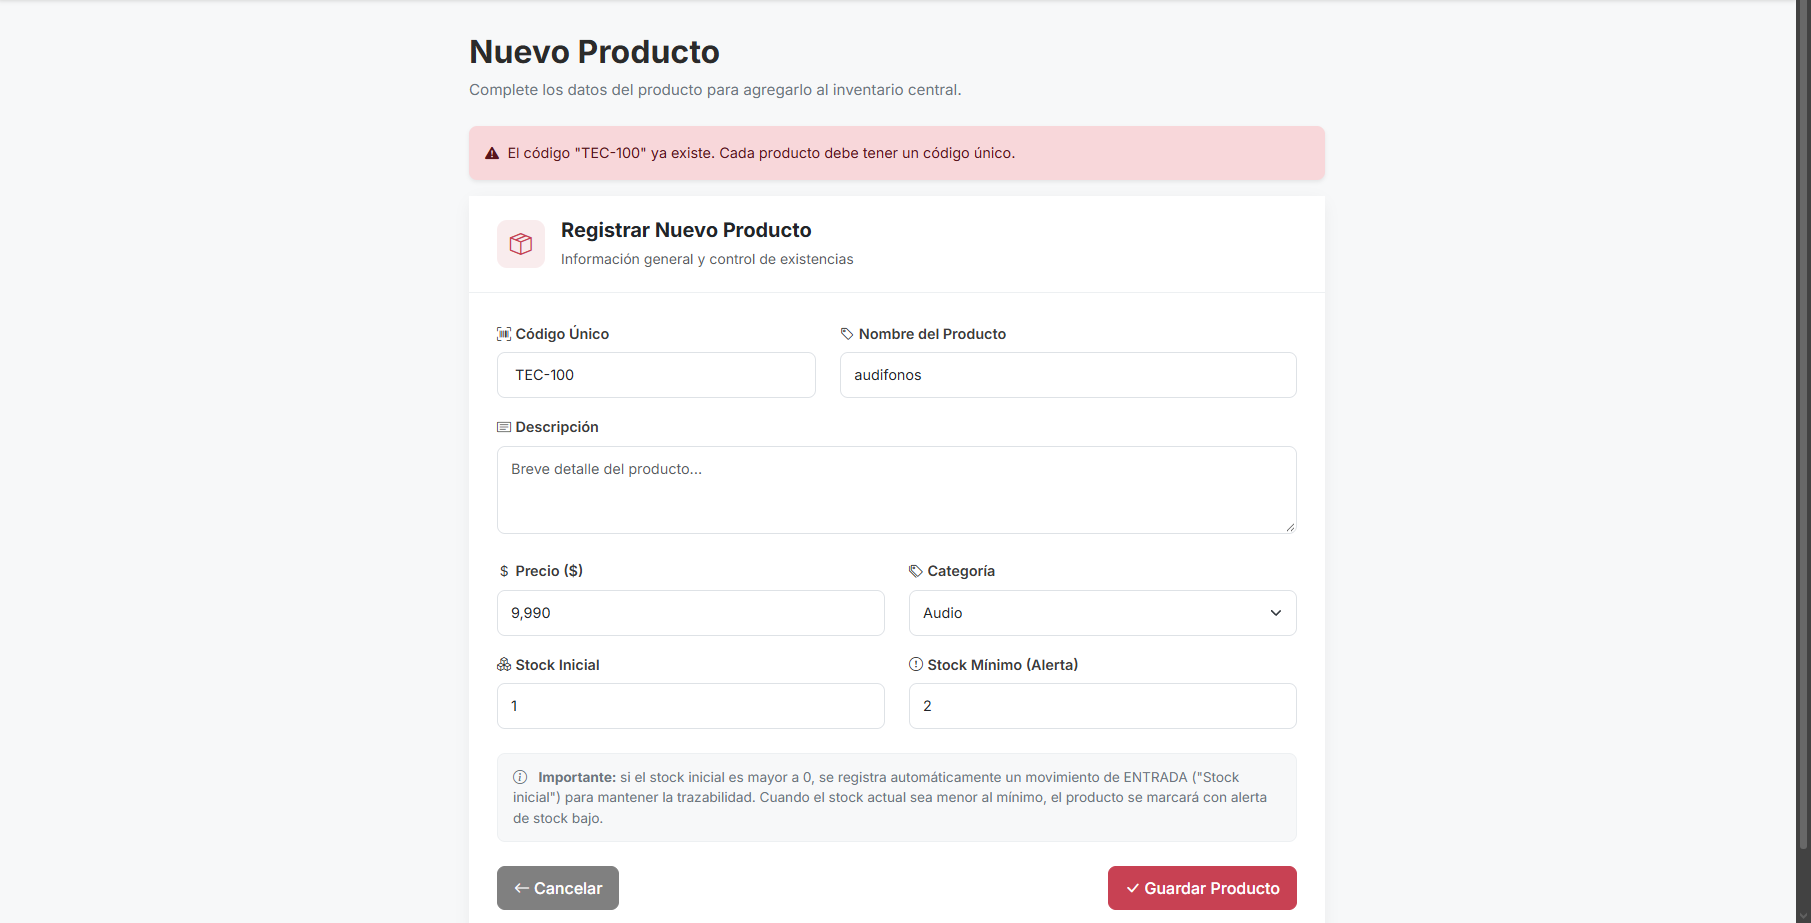 Nuevo Producto
Complete los datos del producto para agregarlo al inventario central.
El código "TEC-100" ya existe. Cada producto debe tener un código único.
Registrar Nuevo Producto
Información general y control de existencias
Código Único
Nombre del Producto
TEC-100
audifonos
Descripción
Breve detalle del producto...
$ Precio ($)
Categoría
9,990
Audio
Stock Inicial
Stock Mínimo (Alerta)
1
2
Importante: si el stock inicial es mayor a 0, se registra automáticamente un movimiento de ENTRADA ("Stock
inicial") para mantener la trazabilidad. Cuando el stock actual sea menor al mínimo, el producto se marcará con alerta
de stock bajo.
Cancelar
Guardar Producto